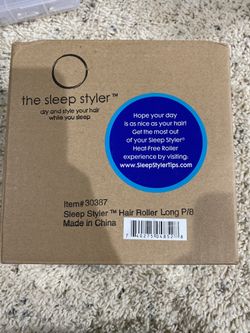 the sleep styler™
dry and style your hair
while you sleep
Hope your day
is as nice as your hair!
Get the most out
of your Sleep Styler®
Heat-Free Roller
experience by visiting.
www.SleepStylerTips.com
Item#30387
Sleep Styler™ Hair Roller Long P/8
Made in China